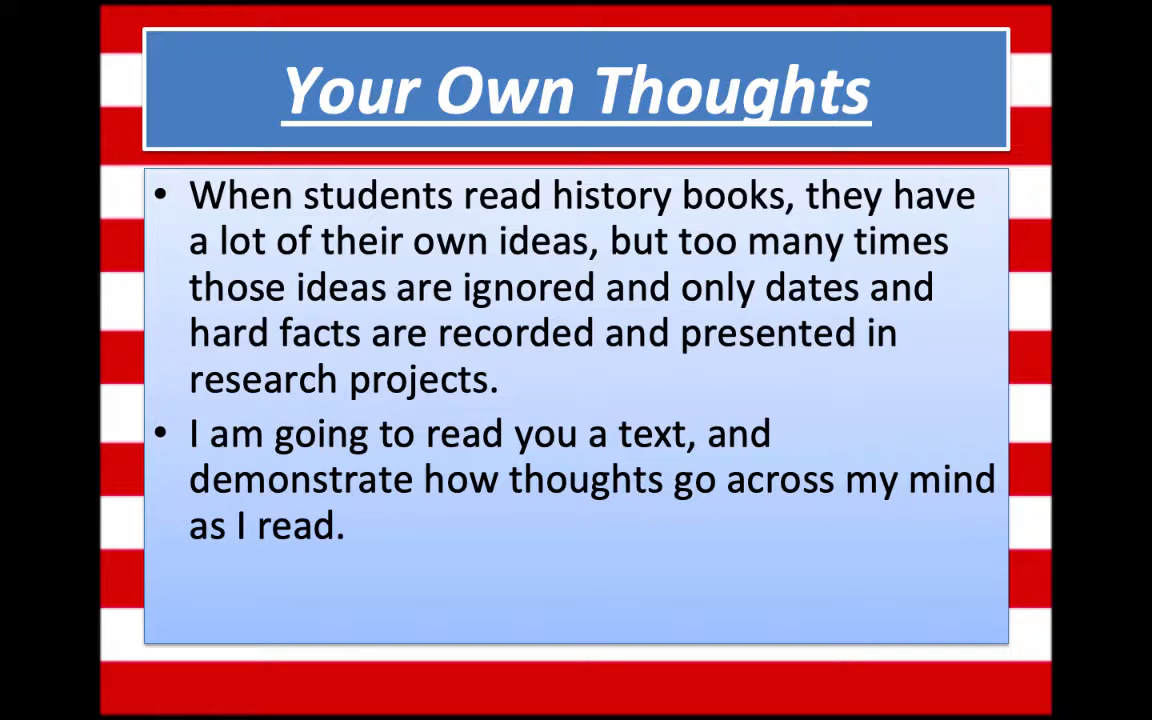 Your Own Thoughts
• When students read history books, they have
a lot of their own ideas, but too many times
those ideas are ignored and only dates and
hard facts are recorded and presented in
research projects.
• I am going to read you a text, and
demonstrate how thoughts go across my mind
as I read.